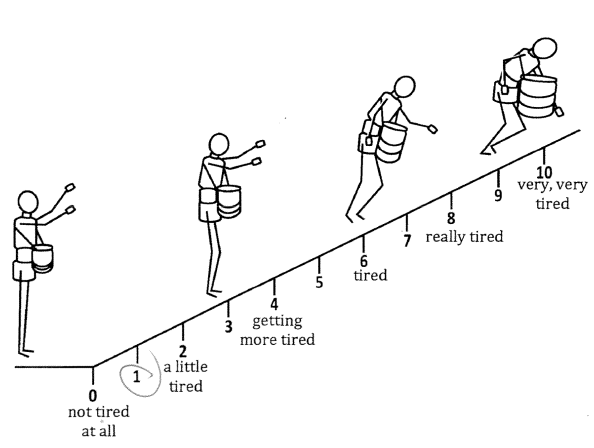 0
not tired
at all
1
2
a little
tired
3
4
getting
more tired
5
6
tired
7
8
really tired
9
10
very, very
tired